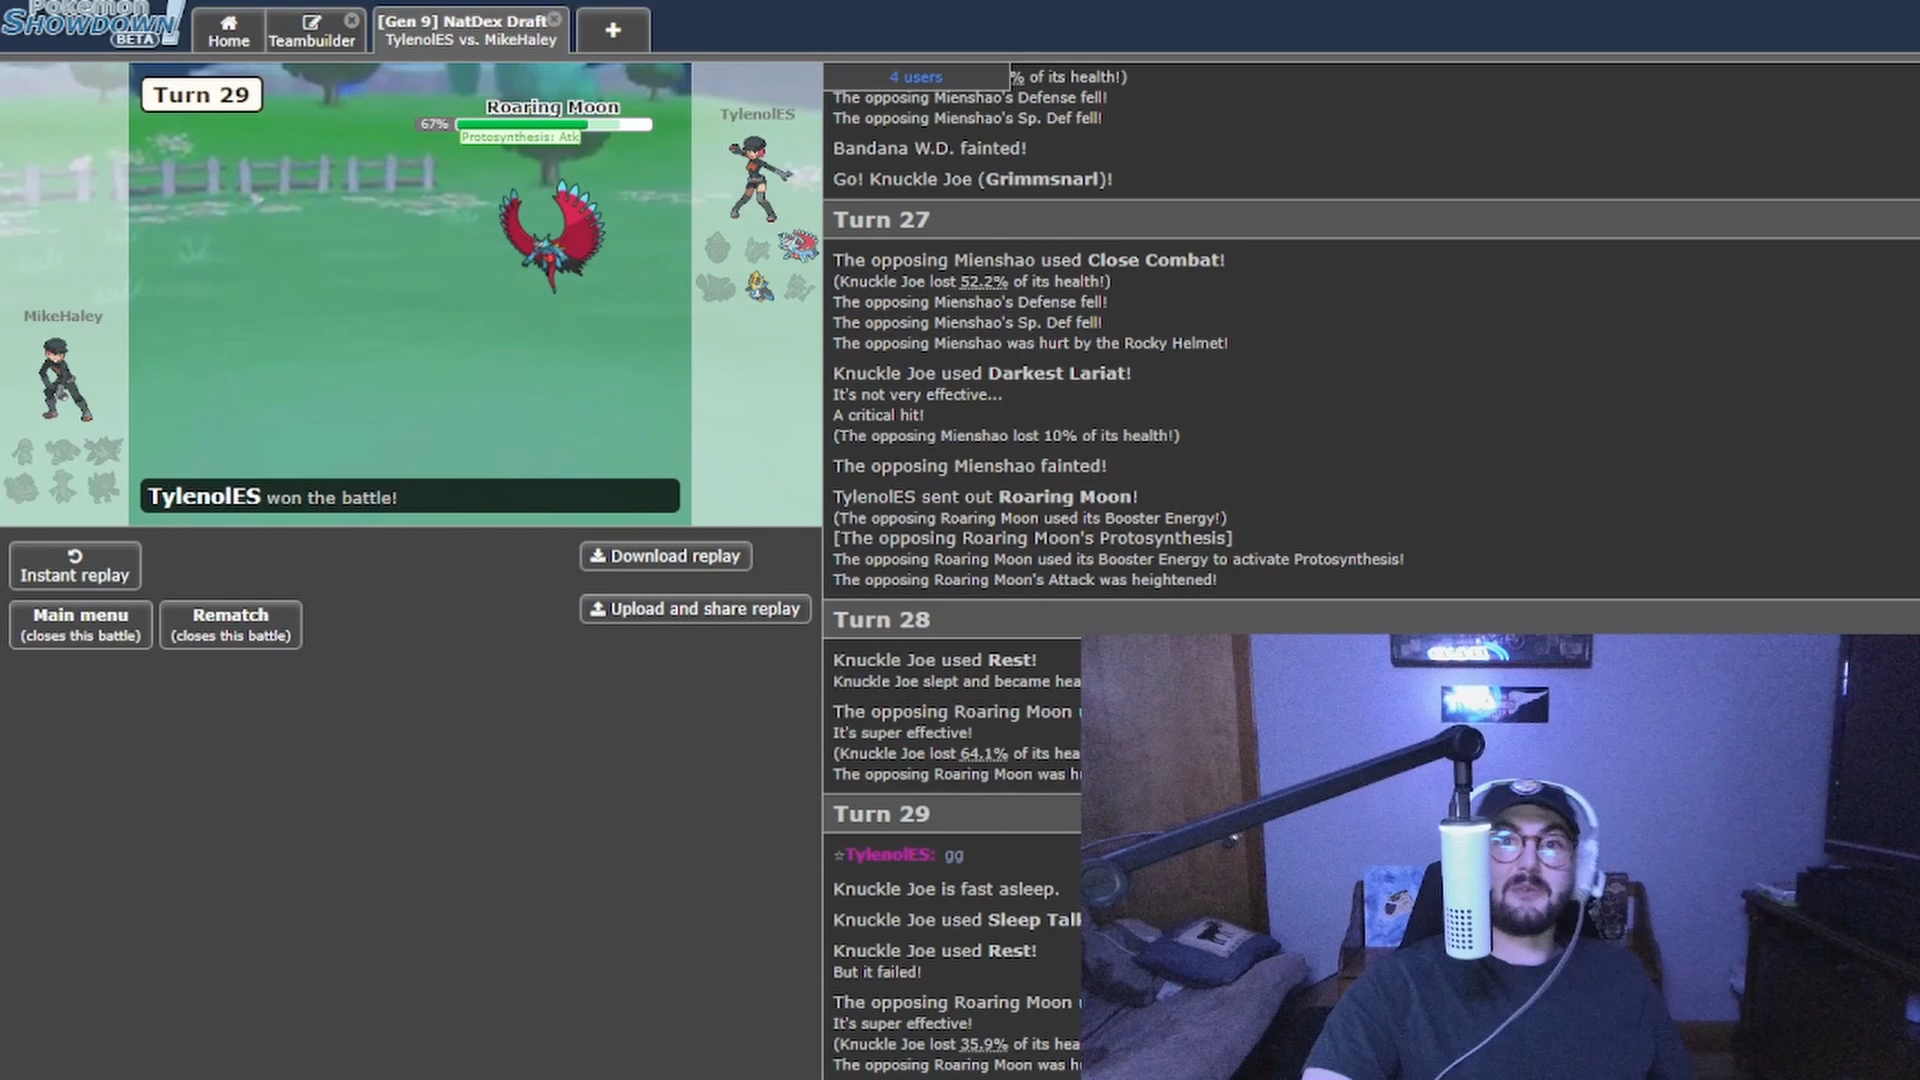 Pokémon
SHOWDOWN!
BETA
Home
Teambuilder
[Gen 9] NatDex Draft
TylenolES vs. MikeHaley
+
Turn 29
Roaring Moon
67%
Protosynthesis: Atk
TylenolES
MikeHaley
TylenolES won the battle!
Instant replay
Download replay
Main menu
(closes this battle)
Rematch
(closes this battle)
Upload and share replay
4 users
% of its health!)
The opposing Mienshao's Defense fell!
The opposing Mienshao's Sp. Def fell!
Bandana W.D. fainted!
Go! Knuckle Joe (Grimmsnarl)!
Turn 27
The opposing Mienshao used Close Combat!
(Knuckle Joe lost 52.2% of its health!)
The opposing Mienshao's Defense fell!
The opposing Mienshao's Sp. Def fell!
The opposing Mienshao was hurt by the Rocky Helmet!
Knuckle Joe used Darkest Lariat!
It's not very effective...
A critical hit!
(The opposing Mienshao lost 10% of its health!)
The opposing Mienshao fainted!
TylenolES sent out Roaring Moon!
(The opposing Roaring Moon used its Booster Energy!)
[The opposing Roaring Moon's Protosynthesis]
The opposing Roaring Moon used its Booster Energy to activate Protosynthesis!
The opposing Roaring Moon's Attack was heightened!
Turn 28
Knuckle Joe used Rest!
Knuckle Joe slept and became hea
The opposing Roaring Moon
It's super effective!
(Knuckle Joe lost 64.1% of its hea
The opposing Roaring Moon was h
Turn 29
☆TylenolES: gg
Knuckle Joe is fast asleep.
Knuckle Joe used Sleep Talk
Knuckle Joe used Rest!
But it failed!
The opposing Roaring Moon
It's super effective!
(Knuckle Joe lost 35.9% of its hea
The opposing Roaring Moon was h